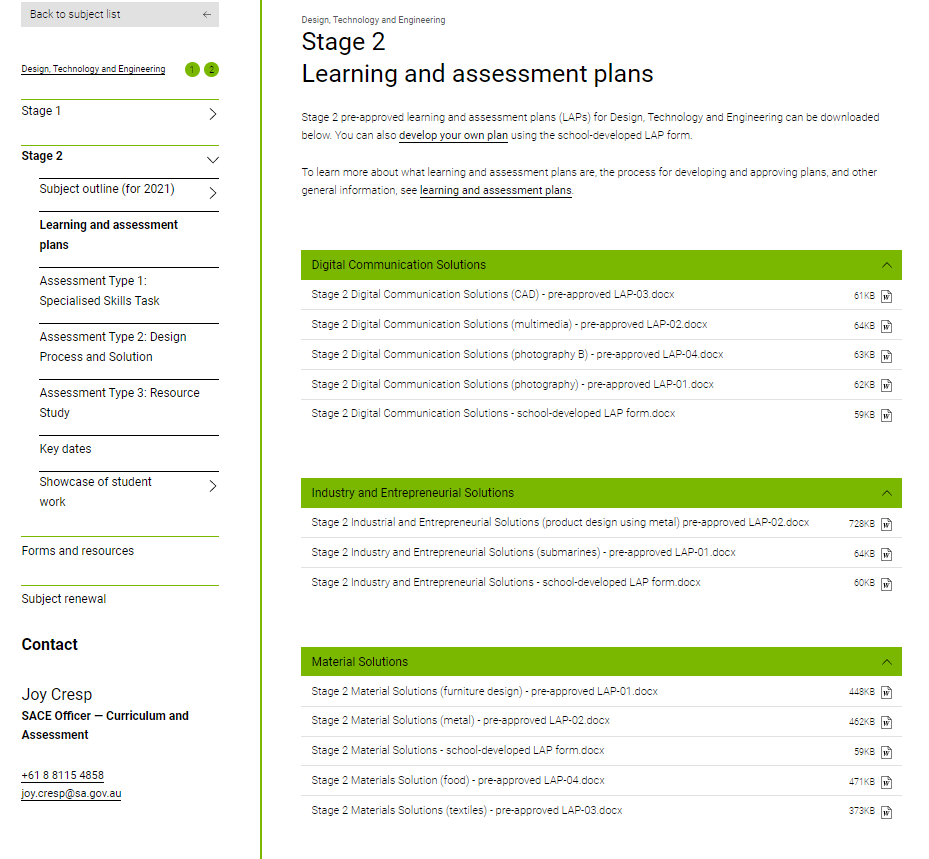 Back to subject list
Design, Technology and Engineering 1 2
Stage 1
Stage 2
Subject outline (for 2021)
Learning and assessment
plans
Assessment Type 1:
Specialised Skills Task
Assessment Type 2: Design
Process and Solution
Assessment Type 3: Resource
Study
Key dates
Showcase of student
work
Forms and resources
Subject renewal
Contact
Joy Cresp
SACE Officer — Curriculum and
Assessment
+61 8 8115 4858
joy.cresp@sa.gov.au
Design, Technology and Engineering
Stage 2
Learning and assessment plans
Stage 2 pre-approved learning and assessment plans (LAPs) for Design, Technology and Engineering can be downloaded
below. You can also develop your own plan using the school-developed LAP form.
To learn more about what learning and assessment plans are, the process for developing and approving plans, and other
general information, see learning and assessment plans.
Digital Communication Solutions
Stage 2 Digital Communication Solutions (CAD) - pre-approved LAP-03.docx 61KB
Stage 2 Digital Communication Solutions (multimedia) - pre-approved LAP-02.docx 64KB
Stage 2 Digital Communication Solutions (photography B) - pre-approved LAP-04.docx 63KB
Stage 2 Digital Communication Solutions (photography) - pre-approved LAP-01.docx 62KB
Stage 2 Digital Communication Solutions - school-developed LAP form.docx 59KB
Industry and Entrepreneurial Solutions
Stage 2 Industrial and Entrepreneurial Solutions (product design using metal) pre-approved LAP-02.docx 728KB
Stage 2 Industry and Entrepreneurial Solutions (submarines) - pre-approved LAP-01.docx 64KB
Stage 2 Industry and Entrepreneurial Solutions - school-developed LAP form.docx 60KB
Material Solutions
Stage 2 Material Solutions (furniture design) - pre-approved LAP-01.docx 448KB
Stage 2 Material Solutions (metal) - pre-approved LAP-02.docx 462KB
Stage 2 Material Solutions - school-developed LAP form.docx 59KB
Stage 2 Materials Solution (food) - pre-approved LAP-04.docx 471KB
Stage 2 Materials Solutions (textiles) - pre-approved LAP-03.docx 373KB